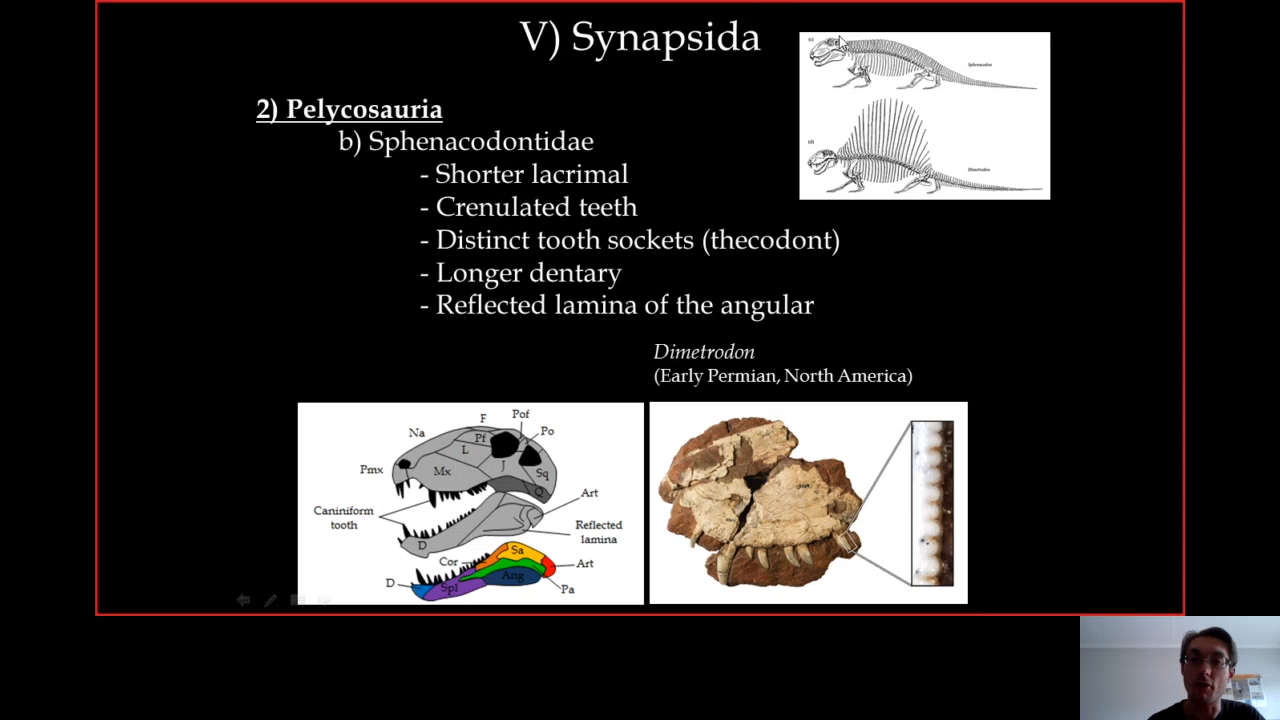 V) Synapsida
(c)
Sphenacodon
(d)
Dimetrodon
2) Pelycosauria
b) Sphenacodontidae
- Shorter lacrimal
- Crenulated teeth
- Distinct tooth sockets (thecodont)
- Longer dentary
- Reflected lamina of the angular
Dimetrodon
(Early Permian, North America)
F
Pof
Na
Pf
Po
L
Pmx
Mx
J
Sq
Q
Art
Caniniform
tooth
Reflected
lamina
D
Sa
Cor
Art
D
Spl
Ang
Pa